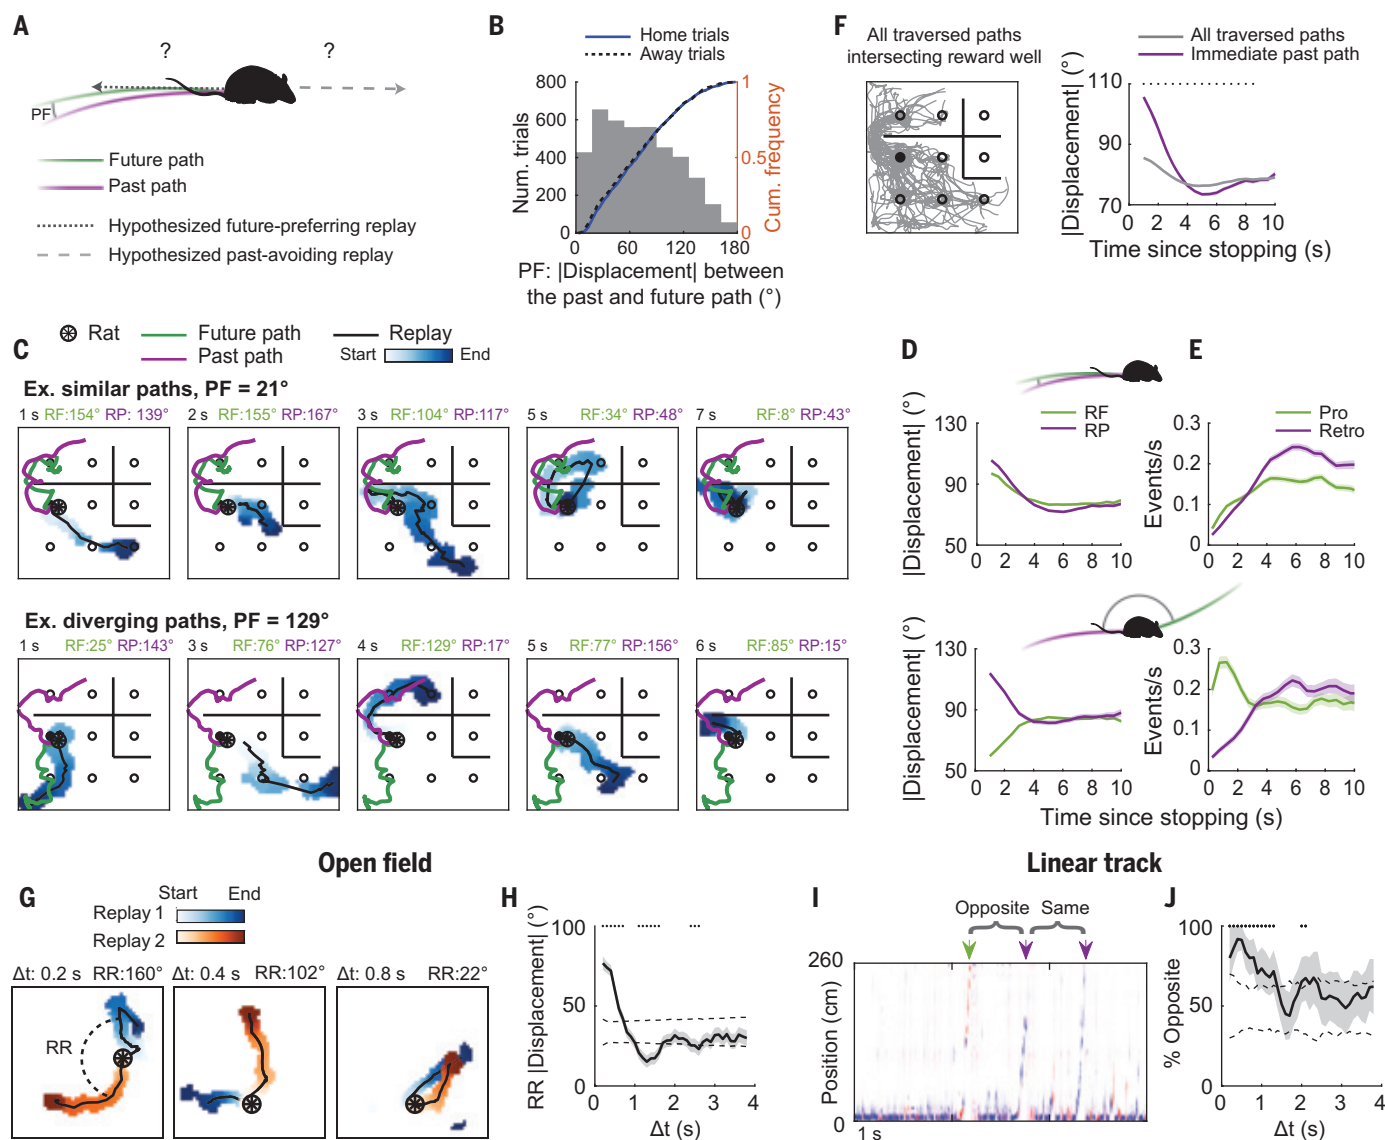 A
?
?
PF
Future path
Past path
Hypothesized future-preferring replay
Hypothesized past-avoiding replay
B
Home trials
Away trials
800
600
400
200
0
Num. trials
1
0.5
0
Cum. frequency
0
60
120
180
PF: |Displacement| between
the past and future path (°)
F
All traversed paths
intersecting reward well
All traversed paths
Immediate past path
|Displacement| (°)
110
90
70
0 2 4 6 8 10
Time since stopping (s)
C
Rat
Future path
Past path
Replay
Start
End
Ex. similar paths, PF = 21°
1 s RF:154° RP: 139°
2 s RF:155° RP:167°
3 s RF:104° RP:117°
5 s RF:34° RP:48°
7 s RF:8° RP:43°
Ex. diverging paths, PF = 129°
1 s RF:25° RP:143°
3 s RF:76° RP:127°
4 s RF:129° RP:17°
5 s RF:77° RP:156°
6 s RF:85° RP:15°
D
RF
RP
|Displacement| (°)
130
90
50
0 2 4 6 8 10
|Displacement| (°)
130
90
50
0 2 4 6 8 10
E
Pro
Retro
Events/s
0.3
0.2
0.1
0
0 2 4 6 8 10
Events/s
0.3
0.2
0.1
0
0 2 4 6 8 10
Time since stopping (s)
Open field
G
Start
End
Replay 1
Replay 2
Δt: 0.2 s RR:160°
RR
Δt: 0.4 s RR:102°
Δt: 0.8 s RR:22°
H
RR |Displacement| (°)
100
50
0
0 1 2 3 4
Δt (s)
Linear track
I
Opposite
Same
260
Position (cm)
0
1 s
J
% Opposite
100
50
0
0 1 2 3 4
Δt (s)